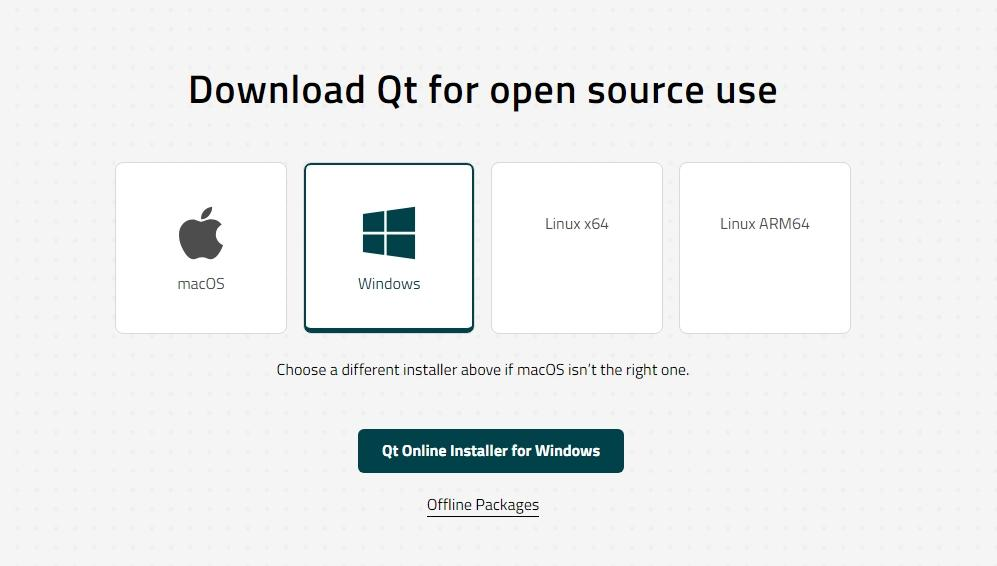 Download Qt for open source use
macOS
Windows
Linux x64
Linux ARM64
Choose a different installer above if macOS isn’t the right one.
Qt Online Installer for Windows
Offline Packages